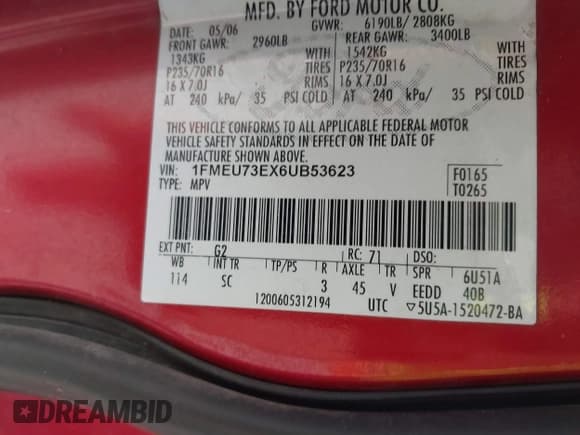 MFD. BY FORD MOTOR CO.
DATE: 05/06 GVWR: 6190LB/ 2808KG
FRONT GAWR: 2960LB REAR GAWR: 3400LB
1343KG WITH 1542KG WITH
P235/70R16 TIRES P235/70R16 TIRES
16 X 7.0J RIMS 16 X 7.0J RIMS
AT 240 kPa/ 35 PSI COLD AT 240 kPa/ 35 PSI COLD
THIS VEHICLE CONFORMS TO ALL APPLICABLE FEDERAL MOTOR
VEHICLE SAFETY STANDARDS IN EFFECT ON THE DATE OF
MANUFACTURE SHOWN ABOVE.
VIN: 1FMEU73EX6UB53623 F0165
TYPE: MPV T0265
EXT PNT: G2 RC: 71 DSO:
WB INT TR TP/PS R AXLE TR SPR 6U51A
114 SC 3 45 V EEDD 40B
1200605312194 UTC ▽5U5A-1520472-BA
DREAMBID